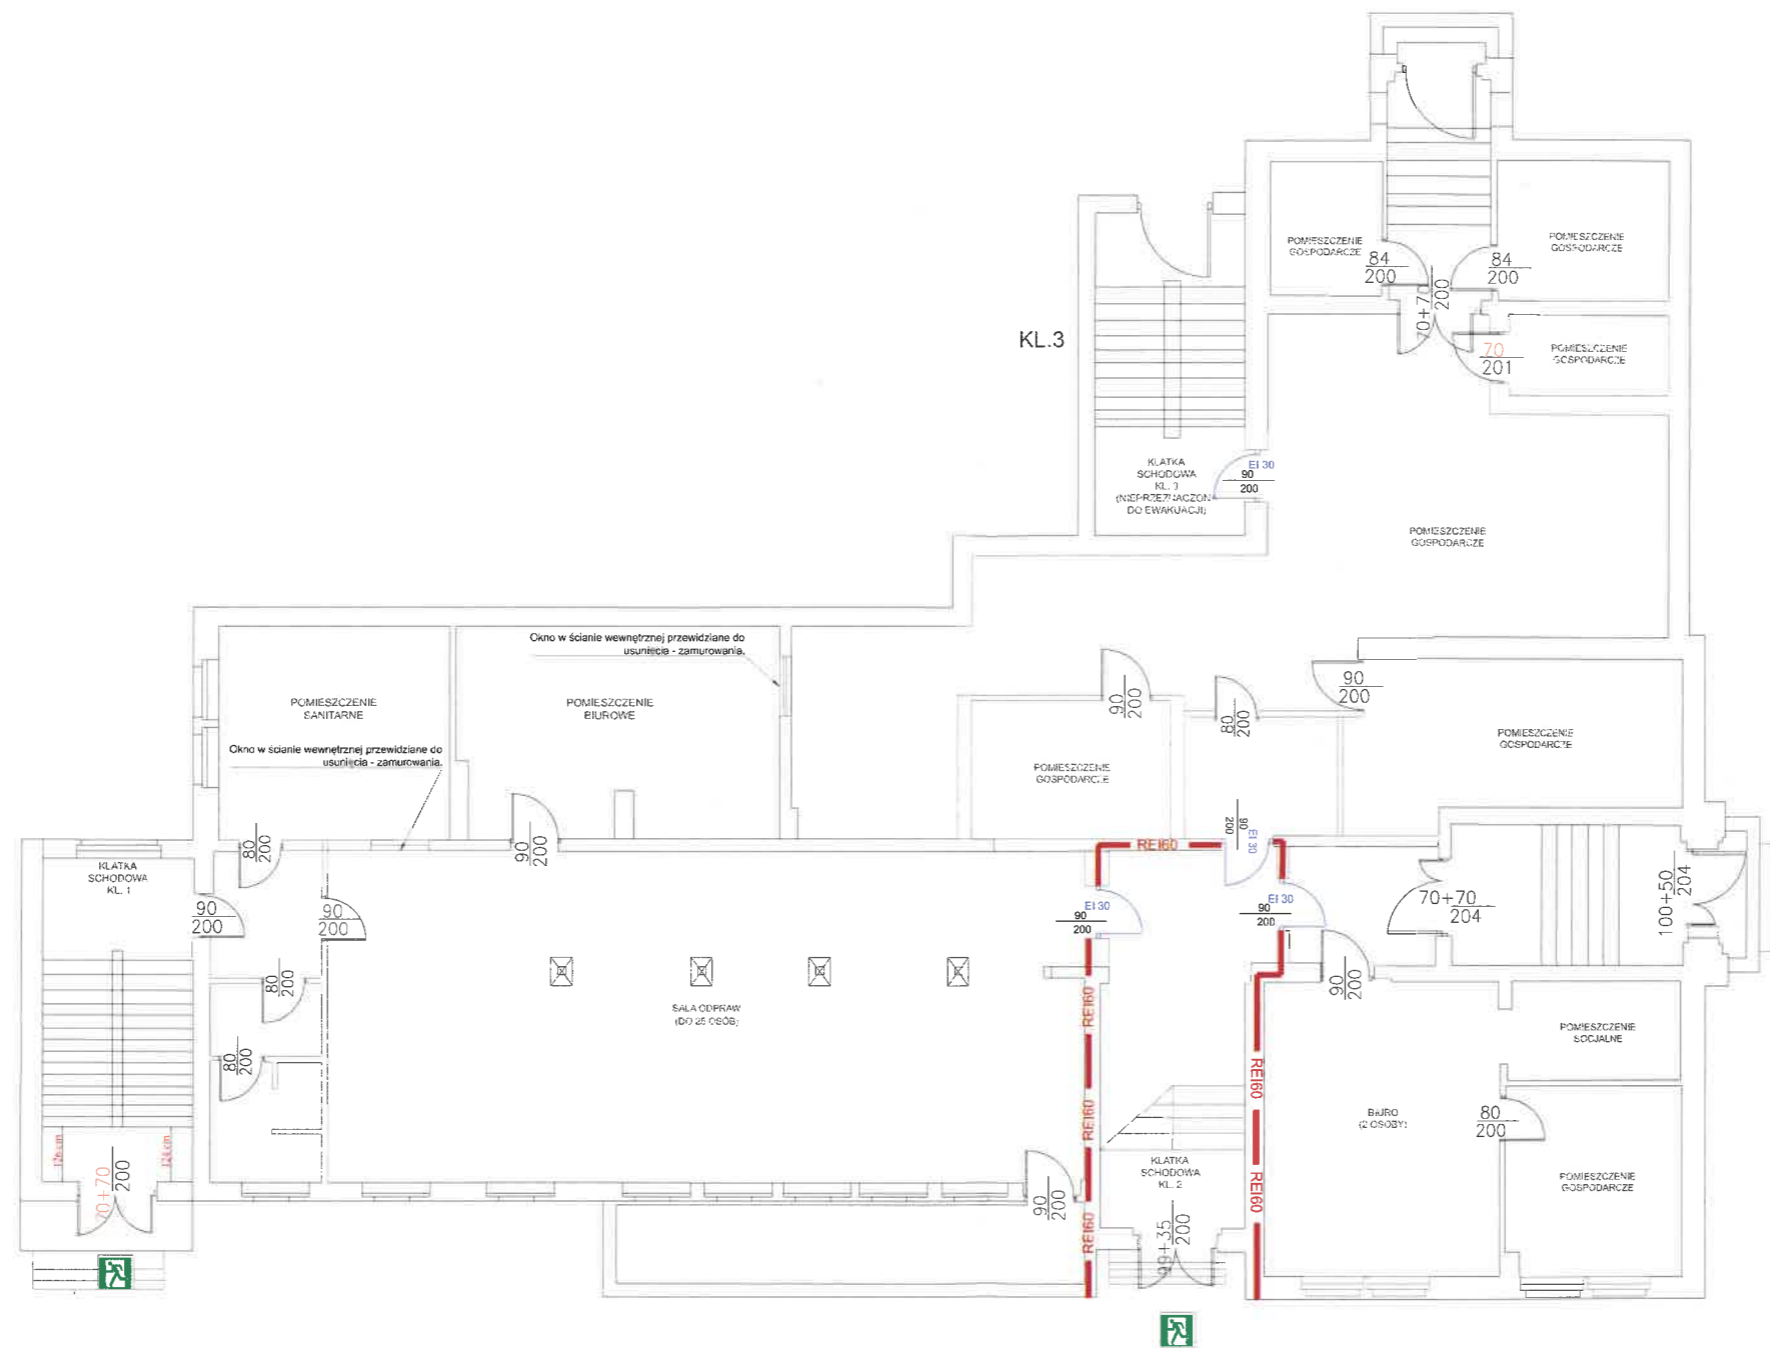 POMIESZCZENIE
GOSPODARCZE
POMIESZCZENIE
GOSPODARCZE
84
200
84
200
70+7
200
KL.3
70
201
POMIESZCZENIE
GOSPODARCZE
KLATKA
SCHODOWA
KL. 3
(NIEPRZEZNACZON
DO EWAKUACJI)
EI 30
90
200
POMIESZCZENIE
GOSPODARCZE
Okno w ścianie wewnętrznej przewidziane do
usunięcia - zamurowania.
POMIESZCZENIE
SANITARNE
POMIESZCZENIE
BIUROWE
90
200
80
200
90
200
POMIESZCZENIE
GOSPODARCZE
Okno w ścianie wewnętrznej przewidziane do
usunięcia - zamurowania.
POMIESZCZENIE
GOSPODARCZE
80
200
90
200
90
200
EI 30
REI60
KLATKA
SCHODOWA
KL. 1
90
200
90
200
EI 30
90
200
EI 30
90
200
70+70
204
100+50
204
80
200
90
200
SALA ODPRAW
(DO 25 OSÓB)
REI60
POMIESZCZENIE
SOCJALNE
80
200
REI60
REI60
BIURO
(2 OSOBY)
80
200
124 cm
70+70
200
KLATKA
SCHODOWA
KL. 2
REI60
POMIESZCZENIE
GOSPODARCZE
90
200
REI60
99+35
200